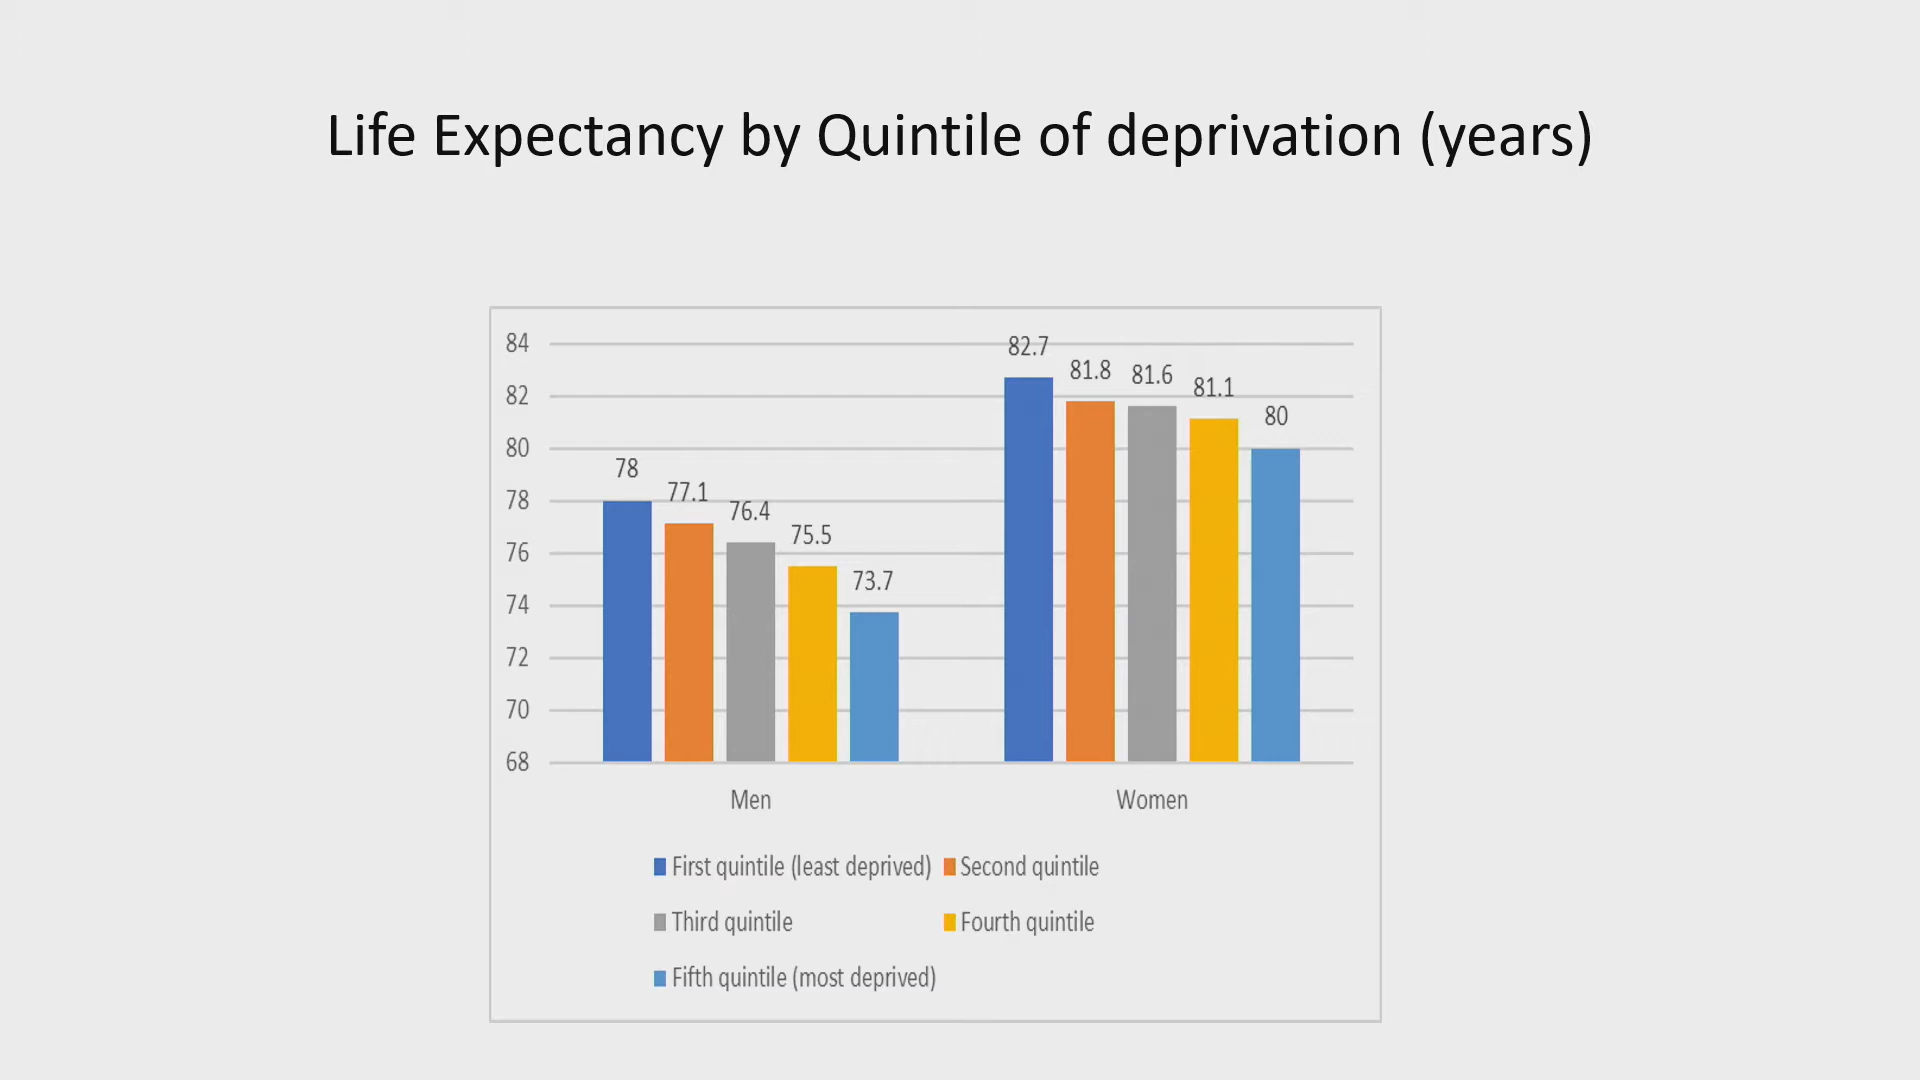 Life Expectancy by Quintile of deprivation (years)
84
82
80
78
76
74
72
70
68
78
77.1
76.4
75.5
73.7
82.7
81.8
81.6
81.1
80
Men
Women
First quintile (least deprived)
Second quintile
Third quintile
Fourth quintile
Fifth quintile (most deprived)